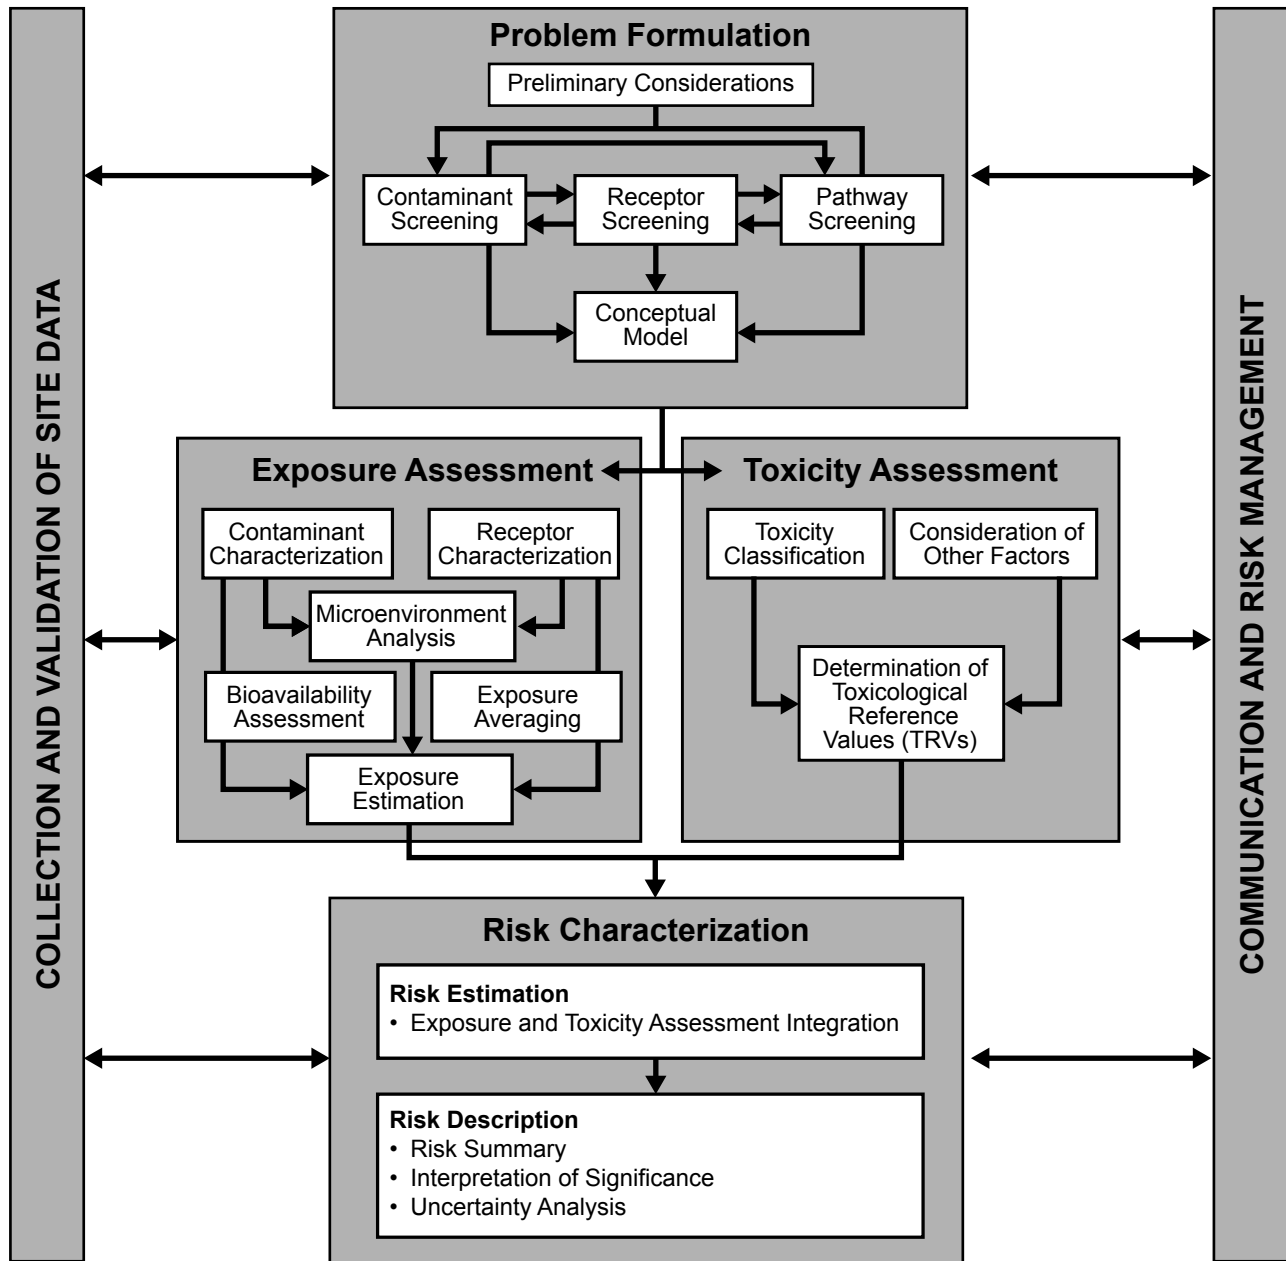 COLLECTION AND VALIDATION OF SITE DATA
Problem Formulation
Preliminary Considerations
Contaminant
Screening
Receptor
Screening
Pathway
Screening
Conceptual
Model
Exposure Assessment
Contaminant
Characterization
Receptor
Characterization
Microenvironment
Analysis
Bioavailability
Assessment
Exposure
Averaging
Exposure
Estimation
Toxicity Assessment
Toxicity
Classification
Consideration of
Other Factors
Determination of
Toxicological
Reference
Values (TRVs)
Risk Characterization
Risk Estimation
• Exposure and Toxicity Assessment Integration
Risk Description
• Risk Summary
• Interpretation of Significance
• Uncertainty Analysis
COMMUNICATION AND RISK MANAGEMENT